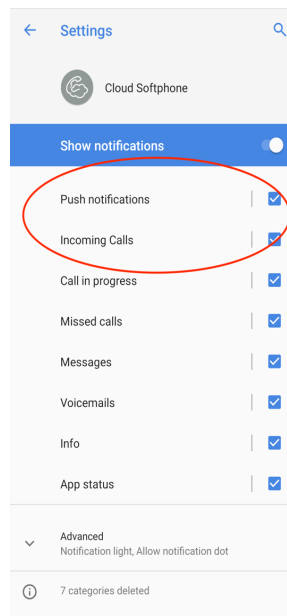 Settings
Cloud Softphone
Show notifications
Push notifications
Incoming Calls
Call in progress
Missed calls
Messages
Voicemails
Info
App status
Advanced
Notification light, Allow notification dot
7 categories deleted